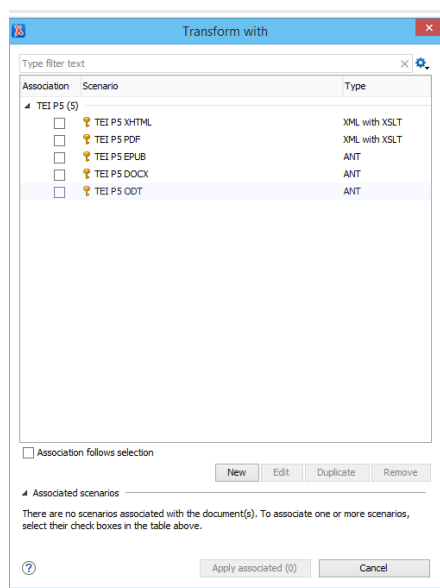 Transform with
Type filter text
Association Scenario Type
TEI P5 (5)
TEI P5 XHTML XML with XSLT
TEI P5 PDF XML with XSLT
TEI P5 EPUB ANT
TEI P5 DOCX ANT
TEI P5 ODT ANT
Association follows selection
New Edit Duplicate Remove
Associated scenarios
There are no scenarios associated with the document(s). To associate one or more scenarios,
select their check boxes in the table above.
Apply associated (0) Cancel